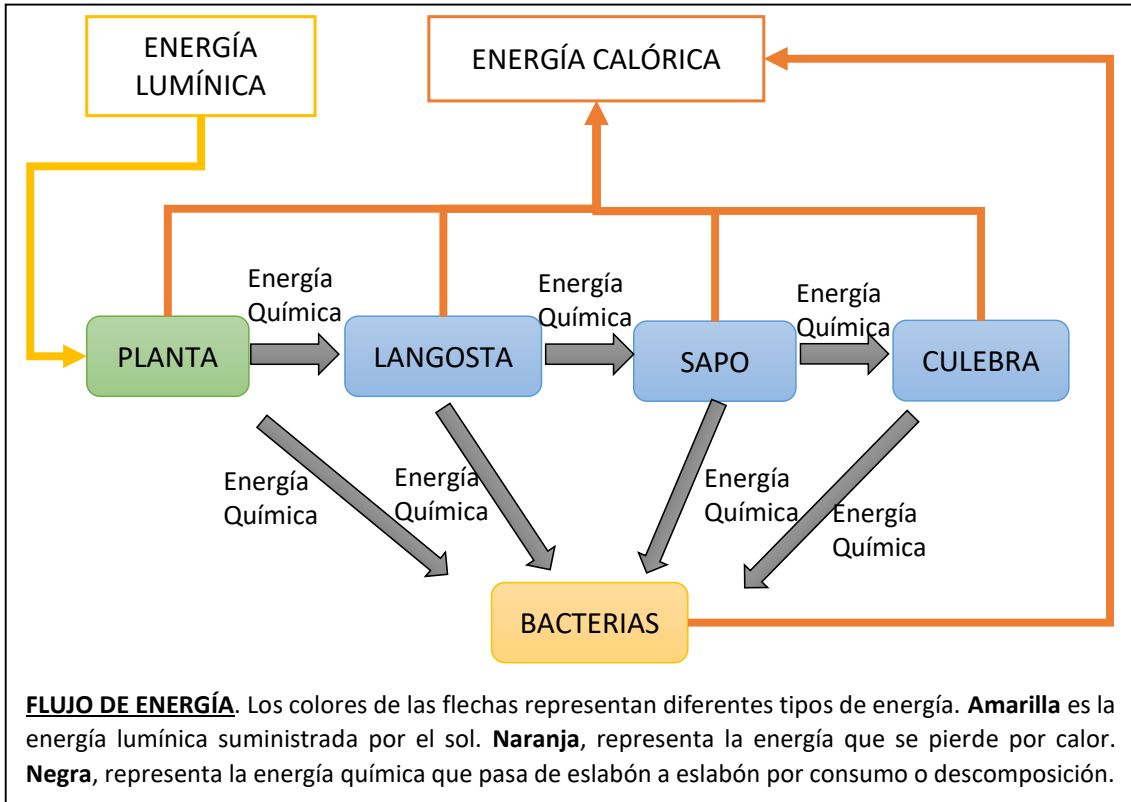 ENERGÍA
LUMÍNICA
ENERGÍA CALÓRICA
Energía
Química
Energía
Química
Energía
Química
PLANTA
LANGOSTA
SAPO
CULEBRA
Energía
Química
Energía
Química
Energía
Química
Energía
Química
BACTERIAS
FLUJO DE ENERGÍA. Los colores de las flechas representan diferentes tipos de energía. Amarilla es la
energía lumínica suministrada por el sol. Naranja, representa la energía que se pierde por calor.
Negra, representa la energía química que pasa de eslabón a eslabón por consumo o descomposición.